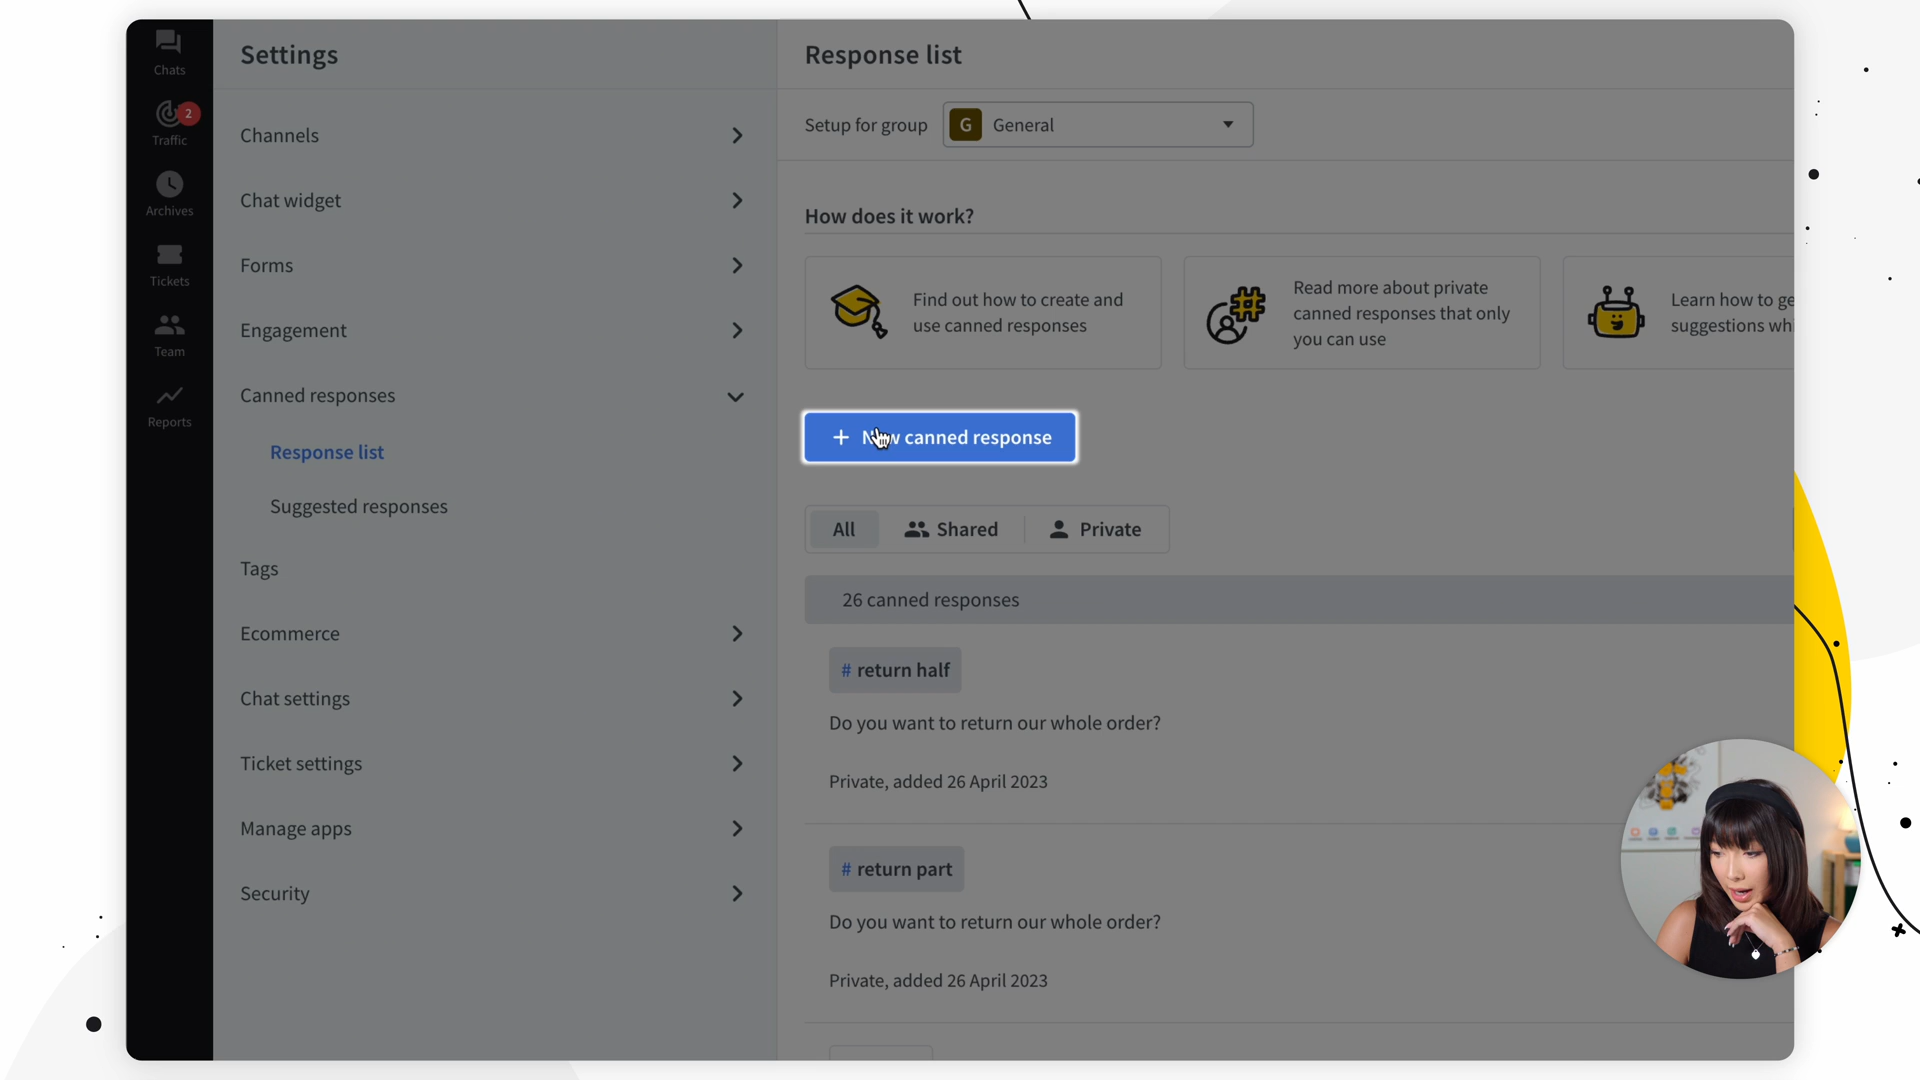 Chats
2
Traffic
Archives
Tickets
Team
Reports
Settings
Channels
Chat widget
Forms
Engagement
Canned responses
Response list
Suggested responses
Tags
Ecommerce
Chat settings
Ticket settings
Manage apps
Security
Response list
Setup for group
G General
How does it work?
Find out how to create and
use canned responses
Read more about private
canned responses that only
you can use
Learn how to ge
suggestions whi
+ New canned response
All
Shared
Private
26 canned responses
# return half
Do you want to return our whole order?
Private, added 26 April 2023
# return part
Do you want to return our whole order?
Private, added 26 April 2023